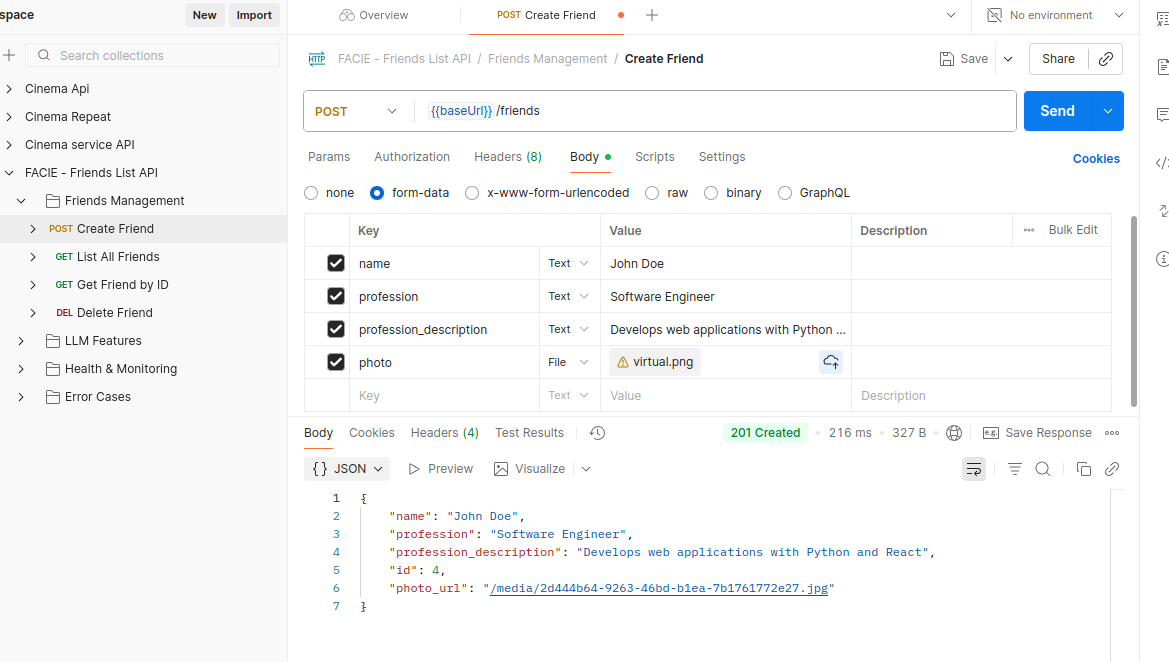 space
New
Import
Overview
POST Create Friend
No environment
Search collections
Cinema Api
Cinema Repeat
Cinema service API
FACIE - Friends List API
Friends Management
POST Create Friend
GET List All Friends
GET Get Friend by ID
DEL Delete Friend
LLM Features
Health & Monitoring
Error Cases
HTTP FACIE - Friends List API / Friends Management / Create Friend
Save
Share
POST
{{baseUrl}} /friends
Send
Params Authorization Headers (8) Body Scripts Settings
Cookies
none form-data x-www-form-urlencoded raw binary GraphQL
Key Value Description Bulk Edit
name Text John Doe
profession Text Software Engineer
profession_description Text Develops web applications with Python ...
photo File virtual.png
Key Text Value Description
Body Cookies Headers (4) Test Results
201 Created 216 ms 327 B e.g. Save Response
{} JSON Preview Visualize
1 {
2 "name": "John Doe",
3 "profession": "Software Engineer",
4 "profession_description": "Develops web applications with Python and React",
5 "id": 4,
6 "photo_url": "/media/2d444b64-9263-46bd-b1ea-7b1761772e27.jpg"
7 }